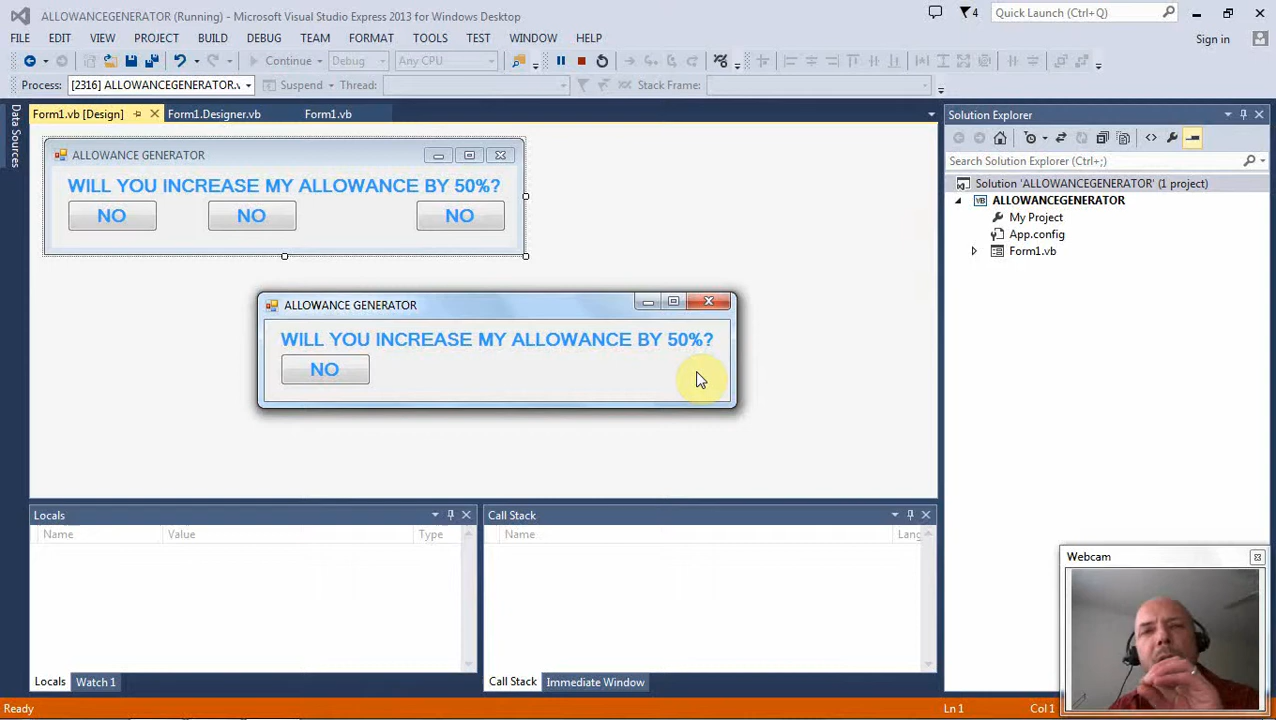 ALLOWANCEGENERATOR (Running) - Microsoft Visual Studio Express 2013 for Windows Desktop
4
Quick Launch (Ctrl+Q)
FILE EDIT VIEW PROJECT BUILD DEBUG TEAM FORMAT TOOLS TEST WINDOW HELP
Sign in
Continue Debug Any CPU
Process: [2316] ALLOWANCEGENERATOR.v Suspend Thread: Stack Frame:
Data Sources
Form1.vb [Design] Form1.Designer.vb Form1.vb
ALLOWANCE GENERATOR
WILL YOU INCREASE MY ALLOWANCE BY 50%?
NO NO NO
ALLOWANCE GENERATOR
WILL YOU INCREASE MY ALLOWANCE BY 50%?
NO
Solution Explorer
Search Solution Explorer (Ctrl+;)
Solution 'ALLOWANCEGENERATOR' (1 project)
VB ALLOWANCEGENERATOR
My Project
App.config
Form1.vb
Locals
Name Value Type
Locals Watch 1
Call Stack
Name Lang
Call Stack Immediate Window
Webcam
Ready Ln 1 Col 1